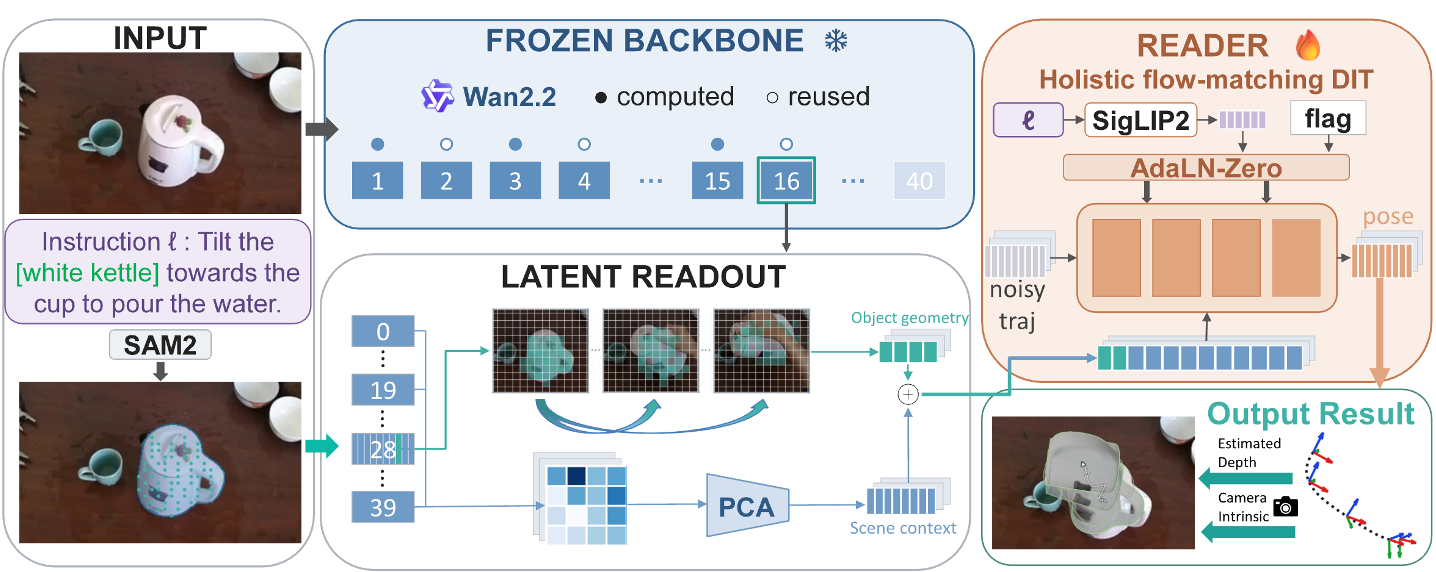 INPUT
Instruction ℓ : Tilt the
[white kettle] towards the
cup to pour the water.
SAM2
FROZEN BACKBONE
Wan2.2
computed
reused
1
2
3
4
...
15
16
...
40
LATENT READOUT
0
19
28
39
Object geometry
PCA
Scene context
READER
Holistic flow-matching DIT
ℓ
SigLIP2
flag
AdaLN-Zero
noisy
traj
pose
Output Result
Estimated
Depth
Camera
Intrinsic